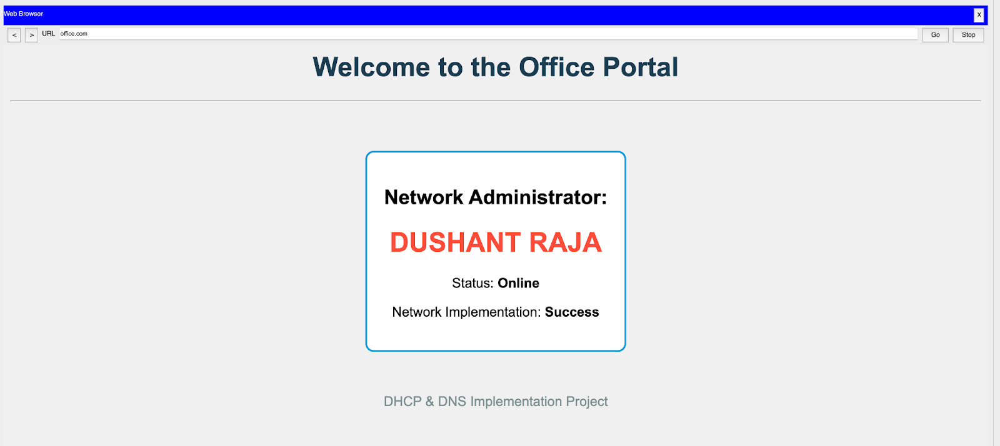 Web Browser
X
< > URL office.com Go Stop
Welcome to the Office Portal
Network Administrator:
DUSHANT RAJA
Status: Online
Network Implementation: Success
DHCP & DNS Implementation Project